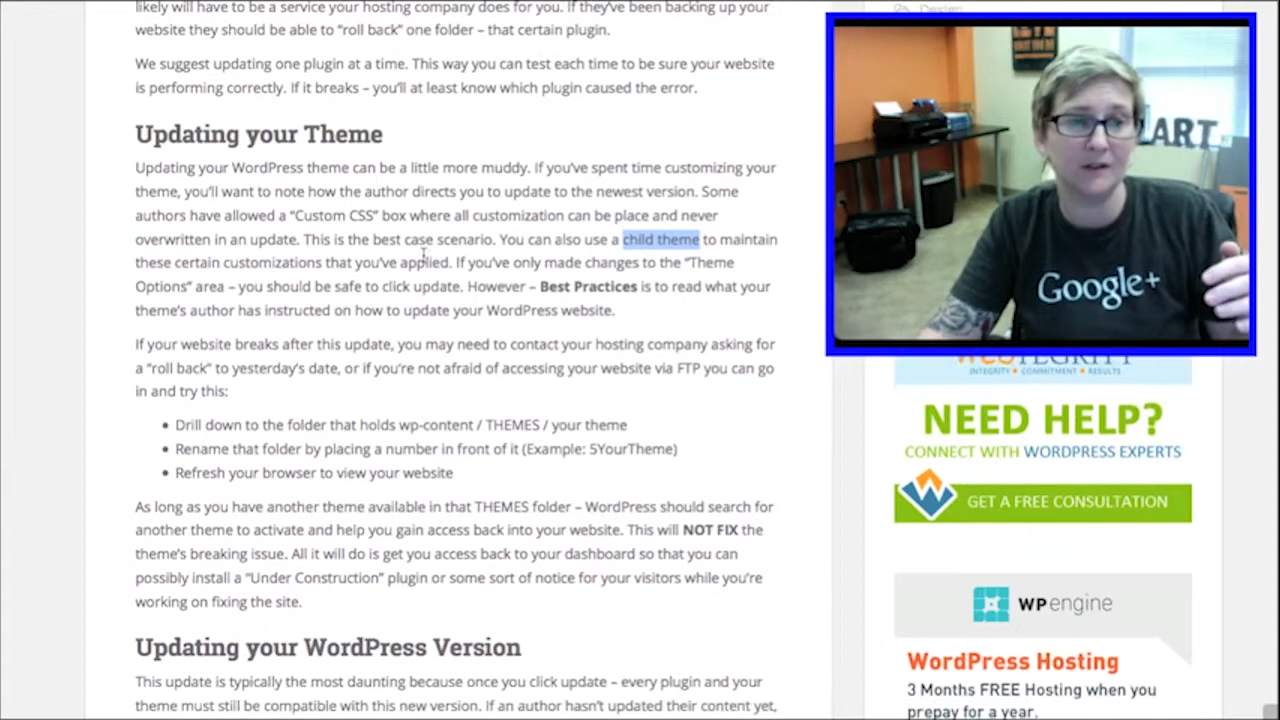 likely will have to be a service your hosting company does for you. If they've been backing up your
website they should be able to “roll back” one folder – that certain plugin.
We suggest updating one plugin at a time. This way you can test each time to be sure your website
is performing correctly. If it breaks – you'll at least know which plugin caused the error.
Updating your Theme
Updating your WordPress theme can be a little more muddy. If you've spent time customizing your
theme, you'll want to note how the author directs you to update to the newest version. Some
authors have allowed a “Custom CSS” box where all customization can be place and never
overwritten in an update. This is the best case scenario. You can also use a child theme to maintain
these certain customizations that you've applied. If you've only made changes to the “Theme
Options” area – you should be safe to click update. However – Best Practices is to read what your
theme's author has instructed on how to update your WordPress website.
If your website breaks after this update, you may need to contact your hosting company asking for
a “roll back” to yesterday's date, or if you're not afraid of accessing your website via FTP you can go
in and try this:
• Drill down to the folder that holds wp-content / THEMES / your theme
• Rename that folder by placing a number in front of it (Example: 5YourTheme)
• Refresh your browser to view your website
As long as you have another theme available in that THEMES folder – WordPress should search for
another theme to activate and help you gain access back into your website. This will NOT FIX the
theme's breaking issue. All it will do is get you access back to your dashboard so that you can
possibly install a “Under Construction” plugin or some sort of notice for your visitors while you're
working on fixing the site.
Updating your WordPress Version
This update is typically the most daunting because once you click update – every plugin and your
theme must still be compatible with this new version. If an author hasn't updated their content yet,
Design
ART
Google+
INTEGRITY • COMMITMENT • RESULTS
NEED HELP?
CONNECT WITH WORDPRESS EXPERTS
GET A FREE CONSULTATION
WP engine
WordPress Hosting
3 Months FREE Hosting when you
prepay for a year.